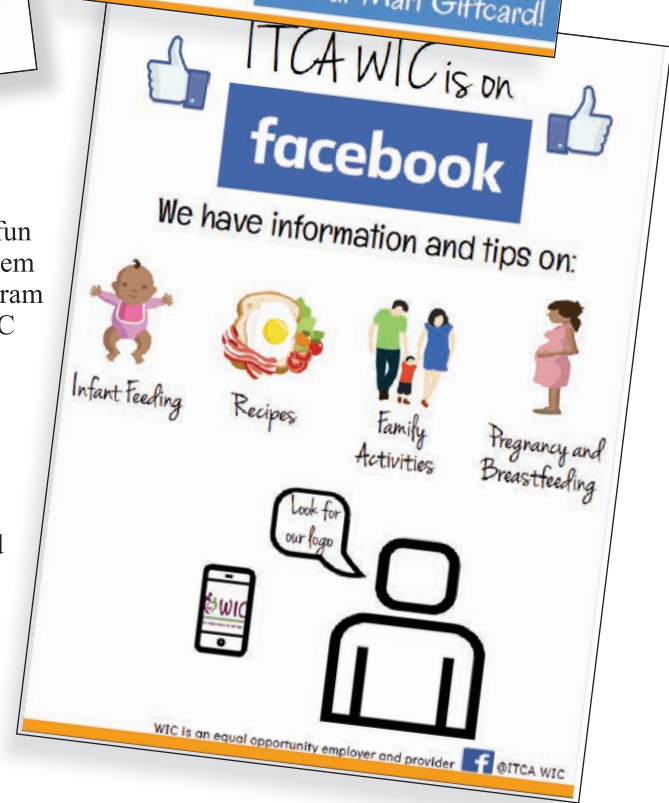 Mart Giftcard!
ITCA WIC is on
facebook
We have information and tips on:
fun
em
ram
C
Infant Feeding
Recipes
Family
Activities
Pregnancy and
Breastfeeding
Look for
our logo
WIC
d
WIC is an equal opportunity employer and provider
f @ITCA WIC